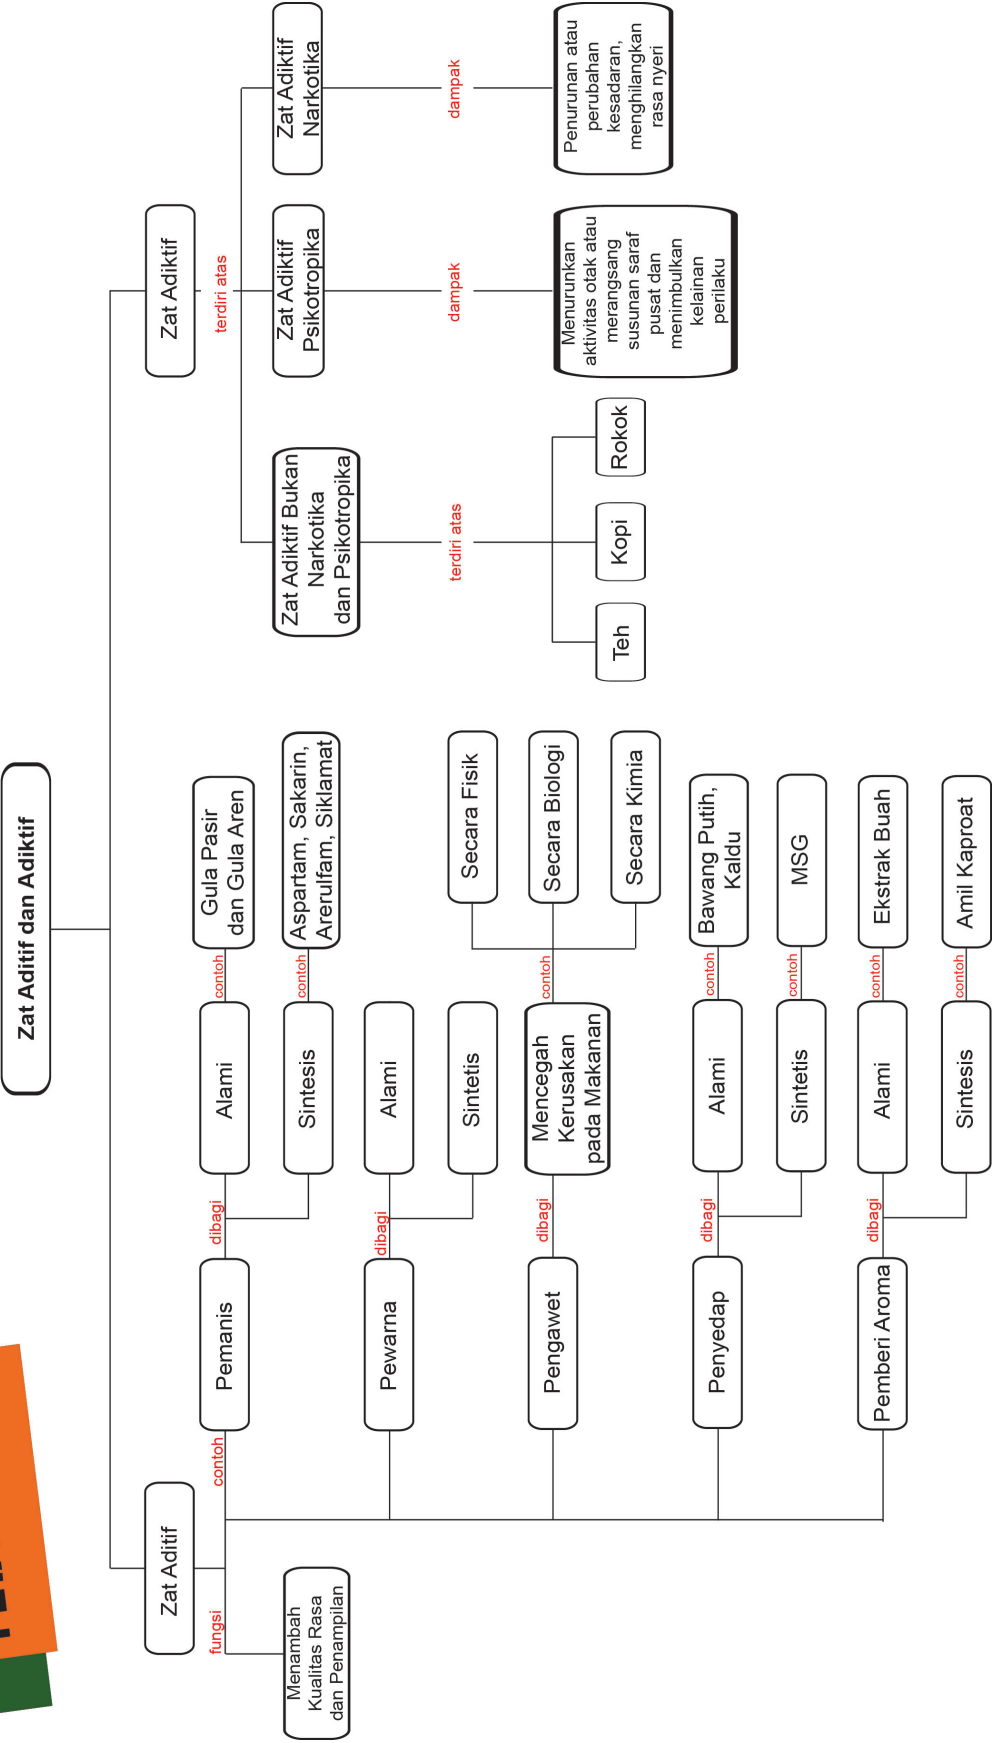 Zat Aditif dan Adiktif
Zat Aditif
fungsi
Menambah
Kualitas Rasa
dan Penampilan
contoh
Pemanis
dibagi
Alami
contoh
Gula Pasir
dan Gula Aren
Sintesis
contoh
Aspartam, Sakarin,
Arerulfam, Siklamat
Pewarna
dibagi
Alami
Sintetis
Pengawet
dibagi
Mencegah
Kerusakan
pada Makanan
contoh
Secara Fisik
Secara Biologi
Secara Kimia
Penyedap
dibagi
Alami
contoh
Bawang Putih,
Kaldu
Sintetis
contoh
MSG
Pemberi Aroma
dibagi
Alami
contoh
Ekstrak Buah
Sintesis
contoh
Amil Kaproat
Zat Adiktif
terdiri atas
Zat Adiktif Bukan
Narkotika
dan Psikotropika
terdiri atas
Teh
Kopi
Rokok
Zat Adiktif
Psikotropika
dampak
Menurunkan
aktivitas otak atau
merangsang
susunan saraf
pusat dan
menimbulkan
kelainan
perilaku
Zat Adiktif
Narkotika
dampak
Penurunan atau
perubahan
kesadaran,
menghilangkan
rasa nyeri